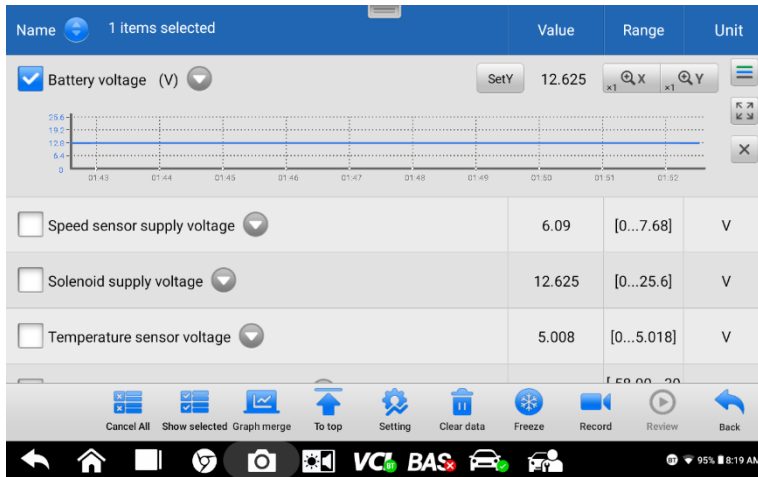 Name 1 items selected Value Range Unit
Battery voltage (V) SetY 12.625 ×1 X ×1 Y
25.6
19.2
12.8
6.4
0
01:43 01:44 01:45 01:46 01:47 01:48 01:49 01:50 01:51 01:52
Speed sensor supply voltage 6.09 [0...7.68] V
Solenoid supply voltage 12.625 [0...25.6] V
Temperature sensor voltage 5.008 [0...5.018] V
Cancel All Show selected Graph merge To top Setting Clear data Freeze Record Review Back
VCI BT BAS BT 95% 8:19 AM